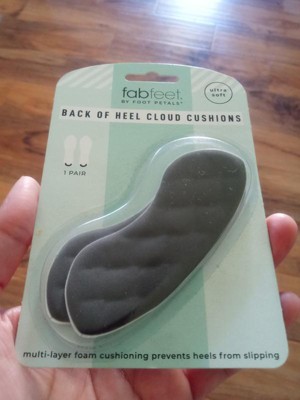 fabfeet.
BY FOOT PETALS®
ultra
soft
BACK OF HEEL CLOUD CUSHIONS
1 PAIR
multi-layer foam cushioning prevents heels from slipping